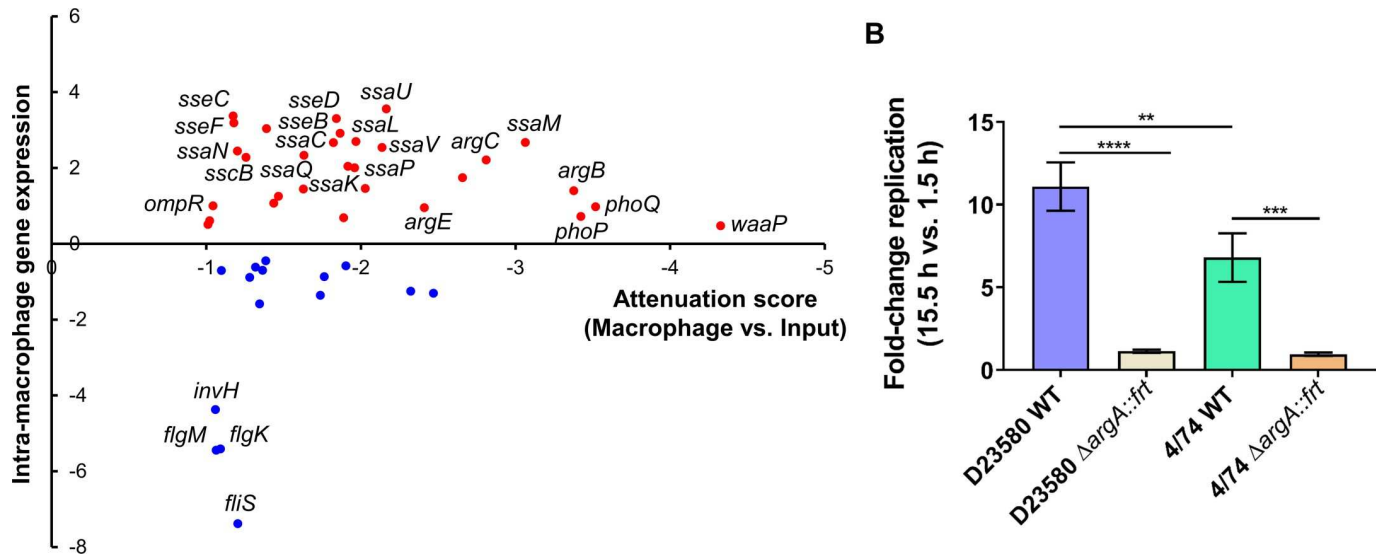 6
4
2
0
-2
-4
-6
-8
Intra-macrophage gene expression
sseC
sseF
ssaN
sscB
ompR
sseD
sseB
ssaC
ssaQ
ssaK
ssaU
ssaL
ssaV
ssaP
argC
argE
ssaM
argB
phoQ
phoP
waaP
0
-1
-2
-3
-4
-5
Attenuation score
(Macrophage vs. Input)
invH
flgM
flgK
fliS
B
Fold-change replication
(15.5 h vs. 1.5 h)
15
10
5
0
**
****
***
D23580 WT
D23580 ΔargA::frt
4/74 WT
4/74 ΔargA::frt